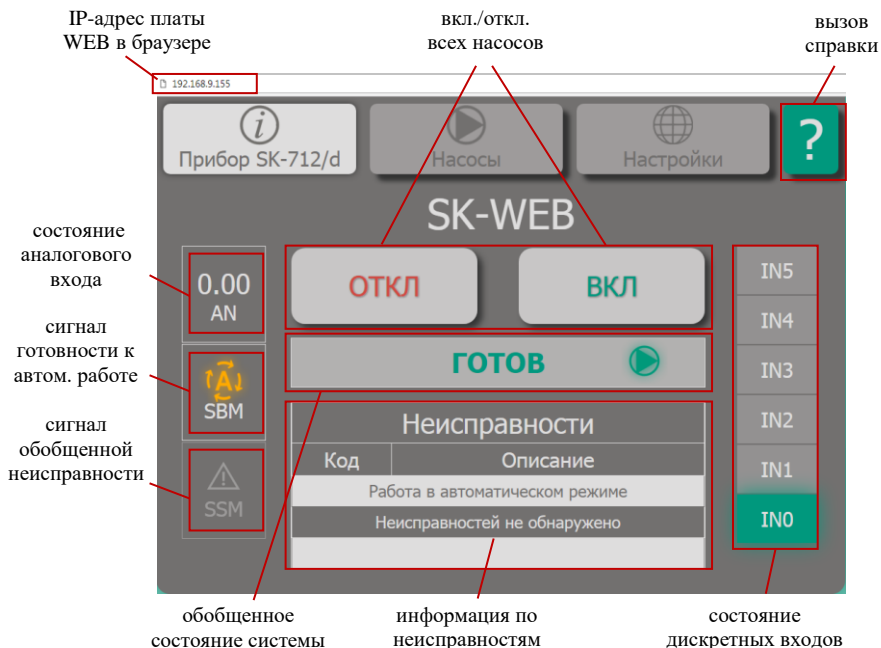 IP-адрес платы
WEB в браузере
вкл./откл.
всех насосов
вызов
справки
192.168.9.155
Прибор SK-712/d
Насосы
Настройки
?
SK-WEB
состояние
аналогового
входа
0.00
AN
ОТКЛ
ВКЛ
IN5
IN4
сигнал
готовности к
автом. работе
A
SBM
ГОТОВ
IN3
сигнал
обобщенной
неисправности
SSM
Неисправности
Код Описание
Работа в автоматическом режиме
Неисправностей не обнаружено
IN2
IN1
IN0
обобщенное
состояние системы
информация по
неисправностям
состояние
дискретных входов